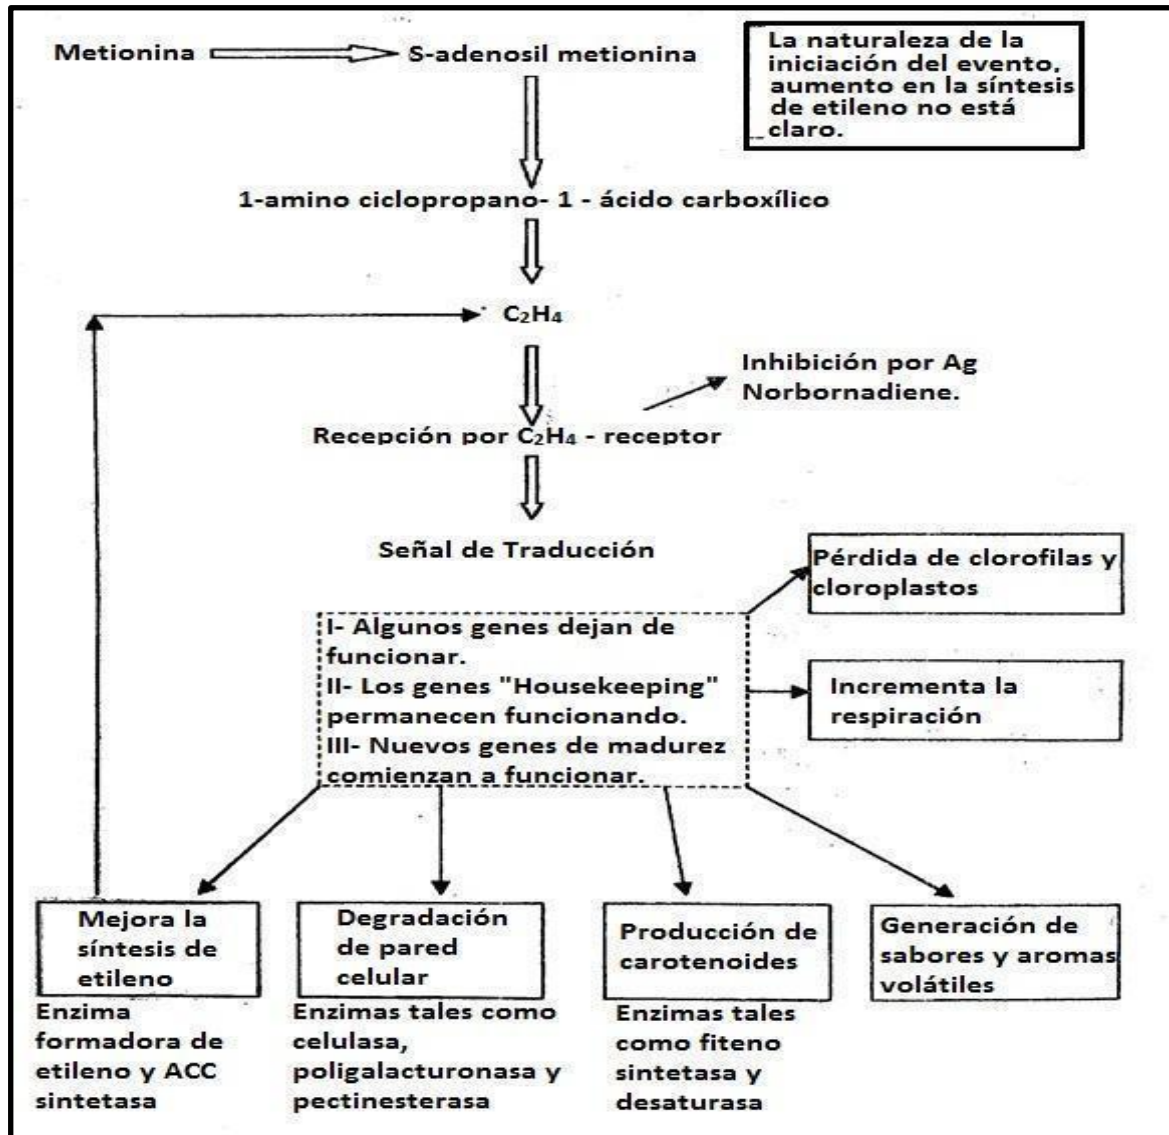 Metionina
S-adenosil metionina
La naturaleza de la
iniciación del evento,
aumento en la síntesis
de etileno no está
claro.
1-amino ciclopropano- 1 - ácido carboxílico
C₂H₄
Inhibición por Ag
Norbornadiene.
Recepción por C₂H₄ - receptor
Señal de Traducción
Pérdida de clorofilas y
cloroplastos
I- Algunos genes dejan de
funcionar.
II- Los genes "Housekeeping"
permanecen funcionando.
III- Nuevos genes de madurez
comienzan a funcionar.
Incrementa la
respiración
Mejora la
síntesis de
etileno
Enzima
formadora de
etileno y ACC
sintetasa
Degradación
de pared
celular
Enzimas tales como
celulasa,
poligalacturonasa y
pectinesterasa
Producción de
carotenoides
Enzimas tales
como fiteno
sintetasa y
desaturasa
Generación de
sabores y aromas
volátiles